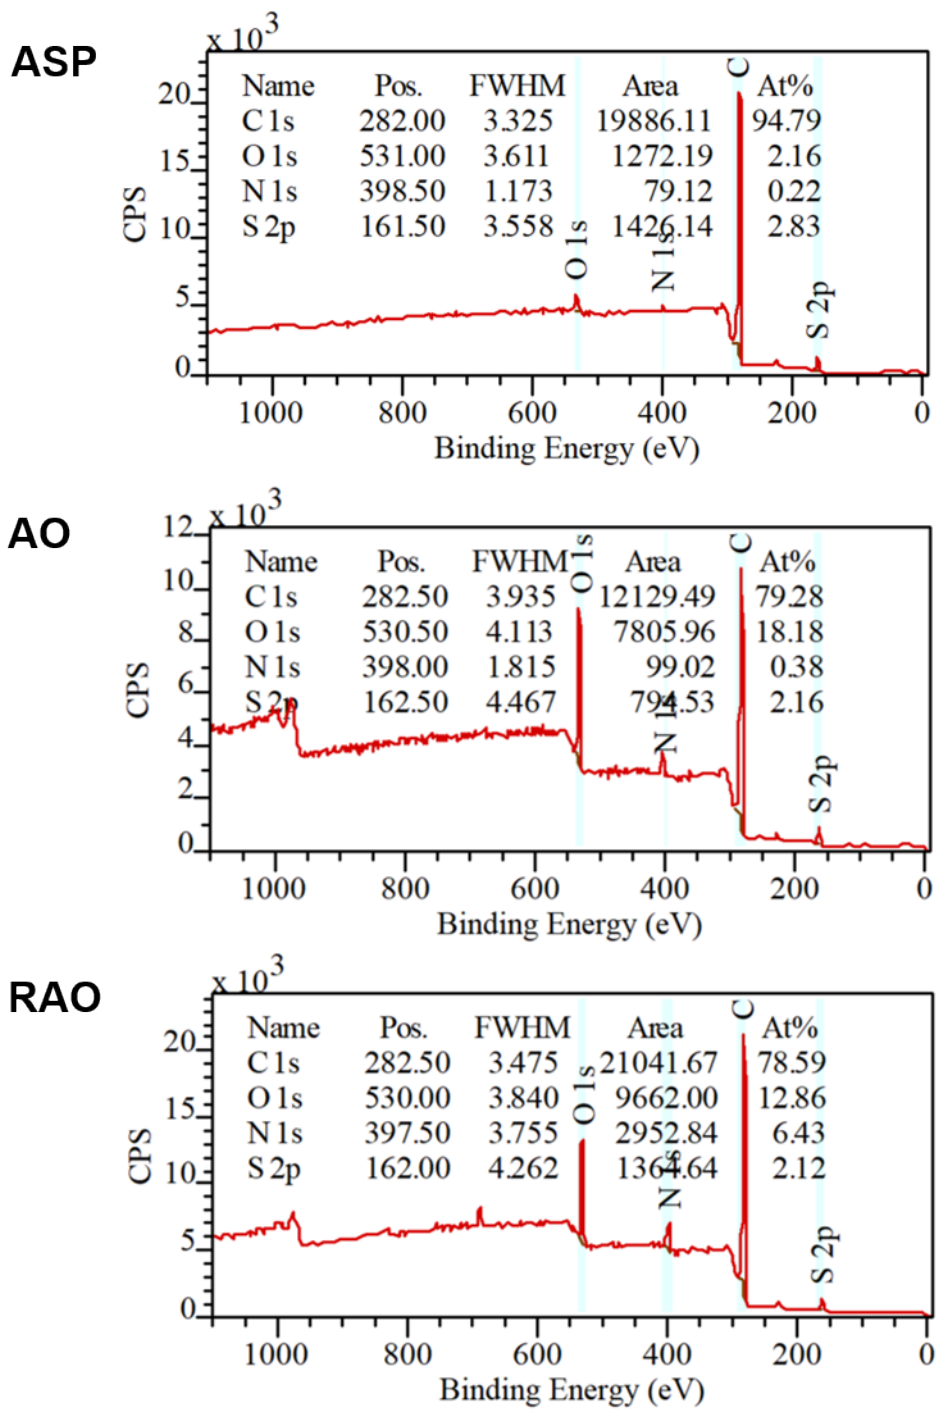 ASP
x 10³
Name Pos. FWHM Area At%
C 1s 282.00 3.325 19886.11 94.79
O 1s 531.00 3.611 1272.19 2.16
N 1s 398.50 1.173 79.12 0.22
S 2p 161.50 3.558 1426.14 2.83
C
O 1s
N 1s
S 2p
CPS
20
15
10
5
0
1000 800 600 400 200 0
Binding Energy (eV)
AO
x 10³
Name Pos. FWHM Area At%
C 1s 282.50 3.935 12129.49 79.28
O 1s 530.50 4.113 7805.96 18.18
N 1s 398.00 1.815 99.02 0.38
S 2p 162.50 4.467 794.53 2.16
O 1s
C
N 1s
S 2p
CPS
12
10
8
6
4
2
0
1000 800 600 400 200 0
Binding Energy (eV)
RAO
x 10³
Name Pos. FWHM Area At%
C 1s 282.50 3.475 21041.67 78.59
O 1s 530.00 3.840 9662.00 12.86
N 1s 397.50 3.755 2952.84 6.43
S 2p 162.00 4.262 1364.64 2.12
C
O 1s
N 1s
S 2p
CPS
20
15
10
5
0
1000 800 600 400 200 0
Binding Energy (eV)